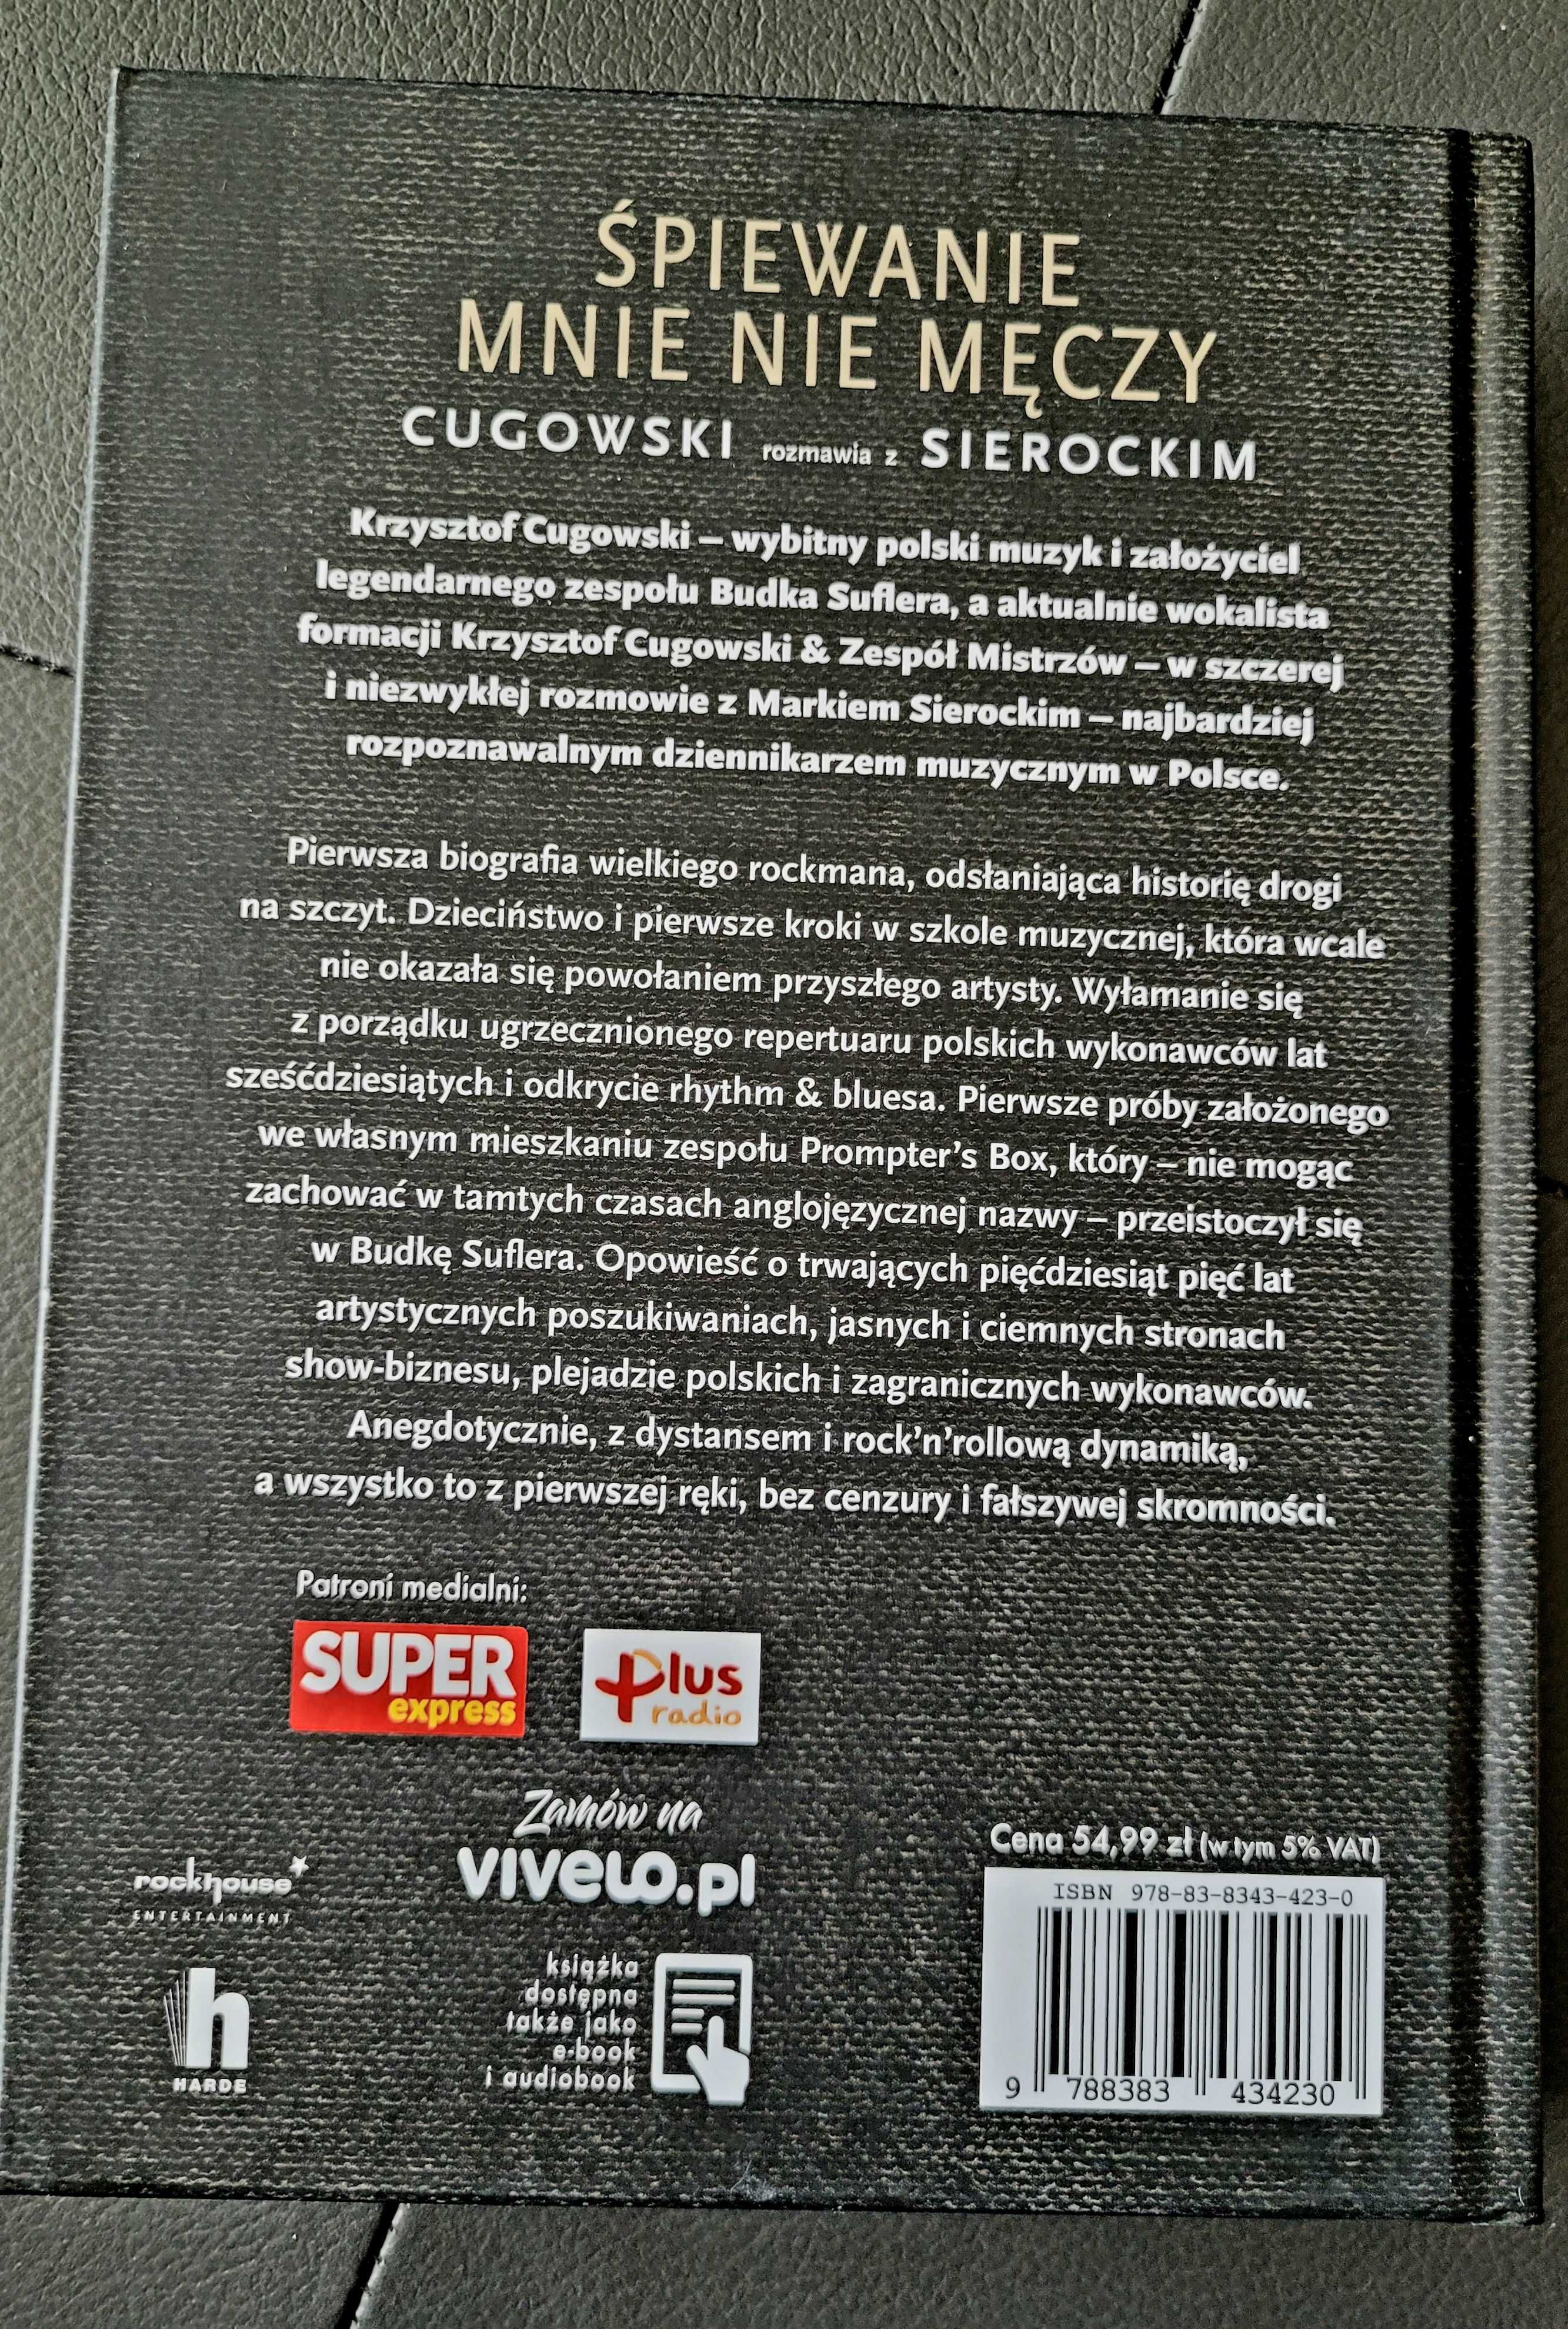 ŚPIEWANIE
MNIE NIE MĘCZY
CUGOWSKI rozmawia z SIEROCKIM
Krzysztof Cugowski – wybitny polski muzyk i założyciel
legendarnego zespołu Budka Suflera, a aktualnie wokalista
formacji Krzysztof Cugowski & Zespół Mistrzów – w szczerej
i niezwykłej rozmowie z Markiem Sierockim – najbardziej
rozpoznawalnym dziennikarzem muzycznym w Polsce.
Pierwsza biografia wielkiego rockmana, odsłaniająca historię drogi
na szczyt. Dzieciństwo i pierwsze kroki w szkole muzycznej, która wcale
nie okazała się powołaniem przyszłego artysty. Wyłamanie się
z porządku ugrzecznionego repertuaru polskich wykonawców lat
sześćdziesiątych i odkrycie rhythm & bluesa. Pierwsze próby założonego
we własnym mieszkaniu zespołu Prompter's Box, który – nie mogąc
zachować w tamtych czasach anglojęzycznej nazwy – przeistoczył się
w Budkę Suflera. Opowieść o trwających pięćdziesiąt pięć lat
artystycznych poszukiwaniach, jasnych i ciemnych stronach
show-biznesu, plejadzie polskich i zagranicznych wykonawców.
Anegdotycznie, z dystansem i rock'n'rollową dynamiką,
a wszystko to z pierwszej ręki, bez cenzury i fałszywej skromności.
Patroni medialni:
SUPER
express
plus
radio
Zamów na
vivelo.pl
rockhouse
ENTERTAINMENT
h
HARDE
książka
dostępna
także jako
e-book
i audiobook
Cena 54,99 zł (w tym 5% VAT)
ISBN 978-83-8343-423-0
9 788383 434230